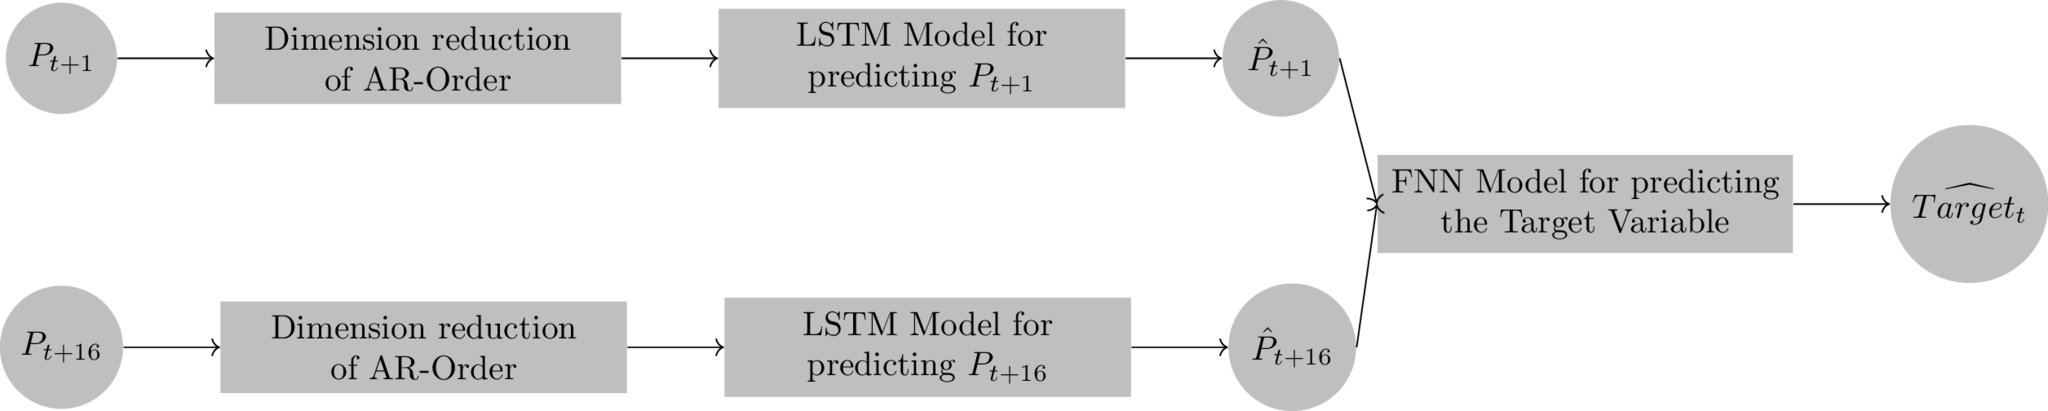 P_{t+1}
Dimension reduction
of AR-Order
LSTM Model for
predicting P_{t+1}
\hat{P}_{t+1}
FNN Model for predicting
the Target Variable
\widehat{Target}_t
P_{t+16}
Dimension reduction
of AR-Order
LSTM Model for
predicting P_{t+16}
\hat{P}_{t+16}